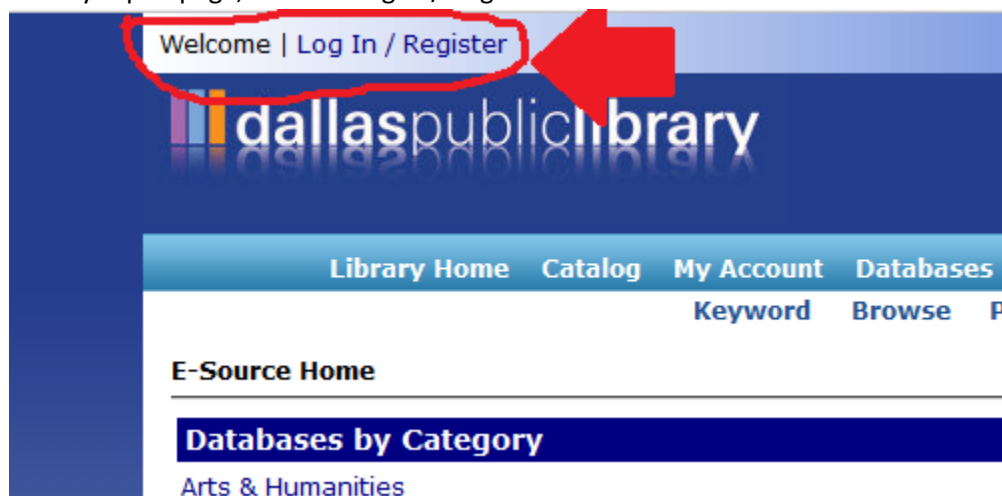 Welcome | Log In / Register
dallaspubliclibrary
Library Home Catalog My Account Databases
Keyword Browse
E-Source Home
Databases by Category
Arts & Humanities